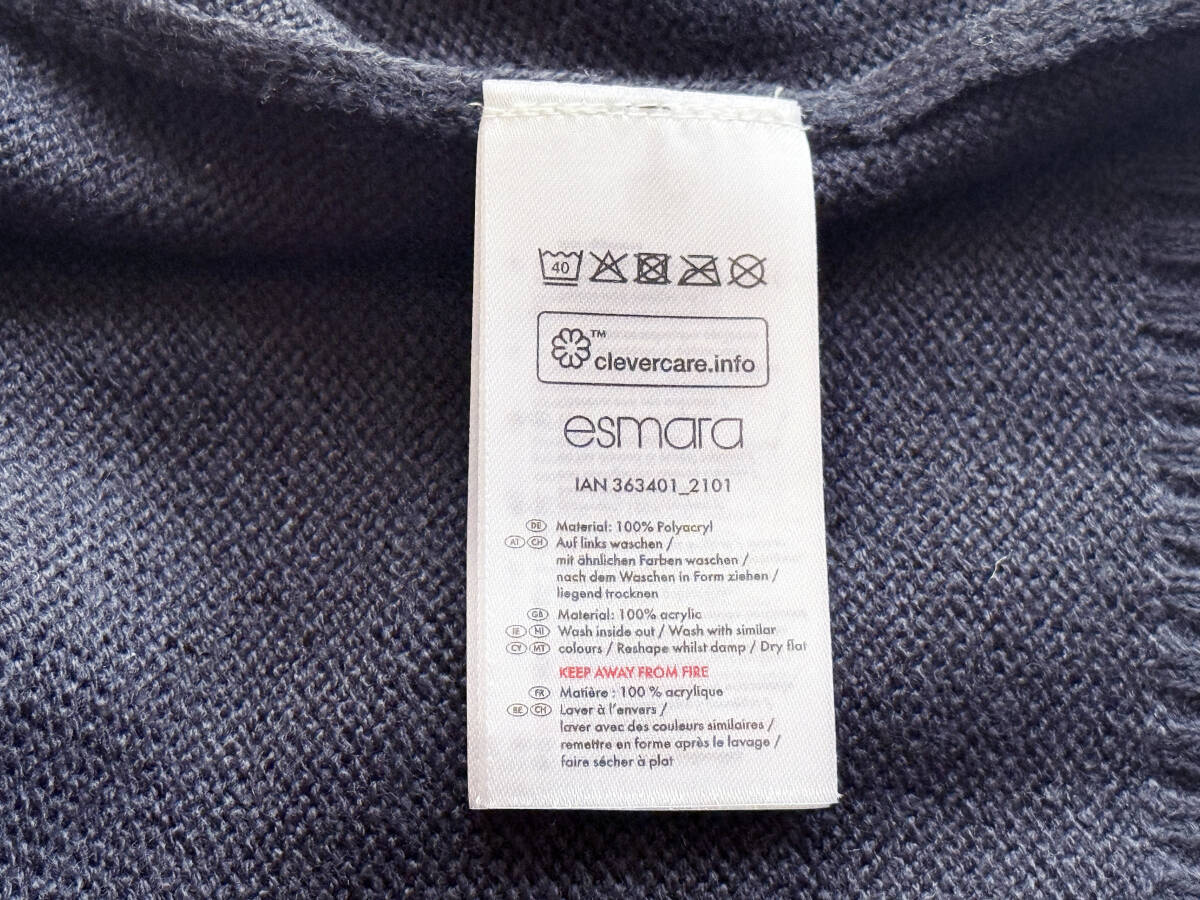 40
™
clevercare.info
esmara
IAN 363401_2101
DE Material: 100% Polyacryl
AT CH Auf links waschen /
mit ähnlichen Farben waschen /
nach dem Waschen in Form ziehen /
liegend trocknen
GB Material: 100% acrylic
IE NI Wash inside out / Wash with similar
CY MT colours / Reshape whilst damp / Dry flat
KEEP AWAY FROM FIRE
FR Matière : 100 % acrylique
BE CH Laver à l'envers /
laver avec des couleurs similaires /
remettre en forme après le lavage /
faire sécher à plat